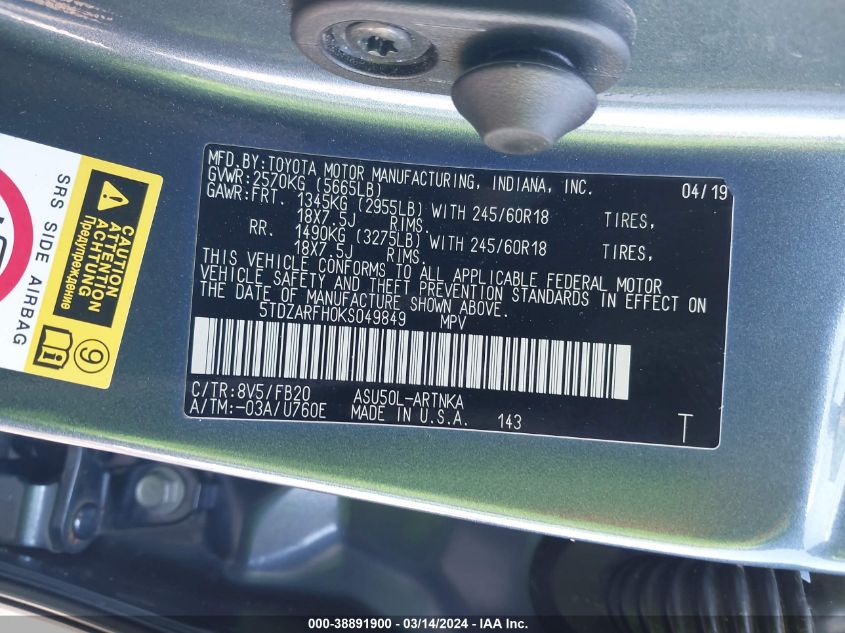 MFD.BY:TOYOTA MOTOR MANUFACTURING, INDIANA, INC. 04/19
GVWR:2570KG (5665LB)
GAWR:FRT. 1345KG (2955LB) WITH 245/60R18 TIRES,
18X7.5J RIMS.
RR. 1490KG (3275LB) WITH 245/60R18 TIRES,
18X7.5J RIMS.
THIS VEHICLE CONFORMS TO ALL APPLICABLE FEDERAL MOTOR
VEHICLE SAFETY AND THEFT PREVENTION STANDARDS IN EFFECT ON
THE DATE OF MANUFACTURE SHOWN ABOVE.
5TDZARFH0KS049849 MPV
C/TR:8V5/FB20 ASU50L-ARTNKA
A/TM:-03A/U760E MADE IN U.S.A. 143
T
SRS SIDE AIRBAG
CAUTION
ATTENTION
ACHTUNG
Предупреждение
9
000-38891900 - 03/14/2024 - IAA Inc.